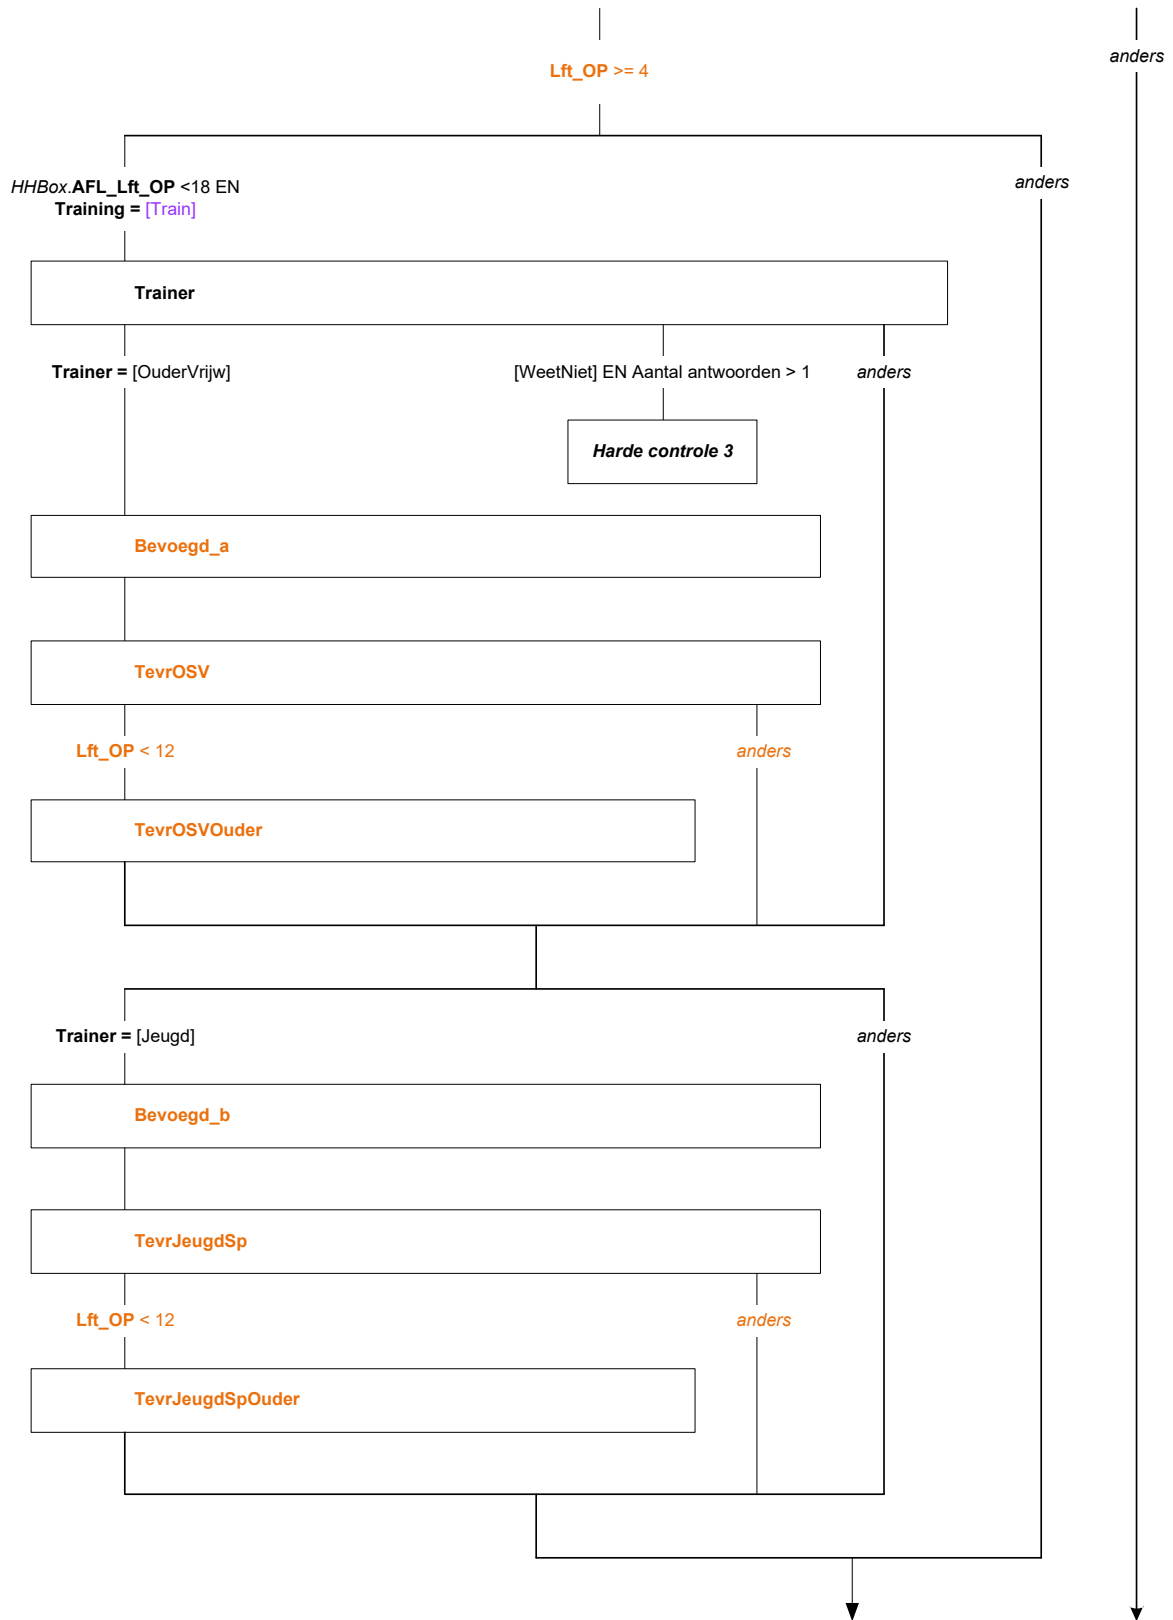 anders
Lft_OP >= 4
HHBox.AFL_Lft_OP <18 EN
Training = [Train]
anders
Trainer
Trainer = [OuderVrijw]
[WeetNiet] EN Aantal antwoorden > 1
anders
Harde controle 3
Bevoegd_a
TevrOSV
Lft_OP < 12
anders
TevrOSVOuder
Trainer = [Jeugd]
anders
Bevoegd_b
TevrJeugdSp
Lft_OP < 12
anders
TevrJeugdSpOuder